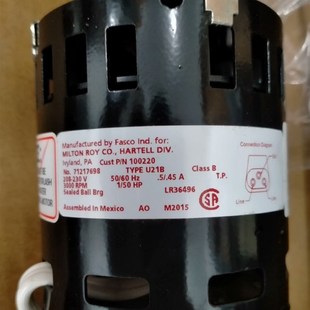 Manufactured by Fasco Ind. for:
MILTON ROY CO., HARTELL DIV.
Ivyland, PA Cust P/N 100220
No. 71217698 TYPE U21B Class B
208-230 V 50/60 Hz .5/.45 A T.P.
3000 RPM 1/50 HP
Sealed Ball Brg LR36496
Assembled In Mexico AO M2015
Connection Diagram
Line
Line